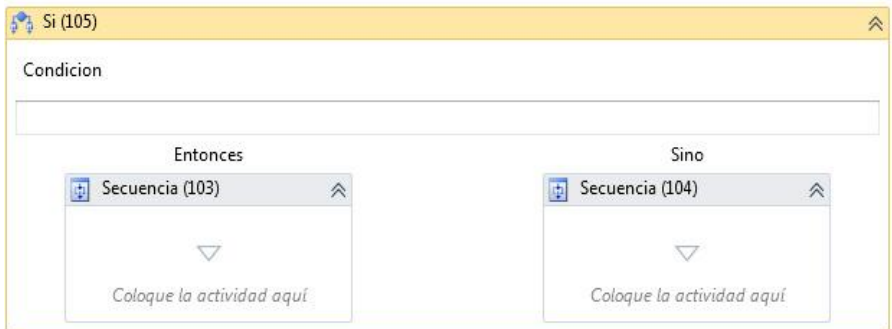 Si (105)
Condicion
Entonces
Sino
Secuencia (103)
Secuencia (104)
Coloque la actividad aquí
Coloque la actividad aquí